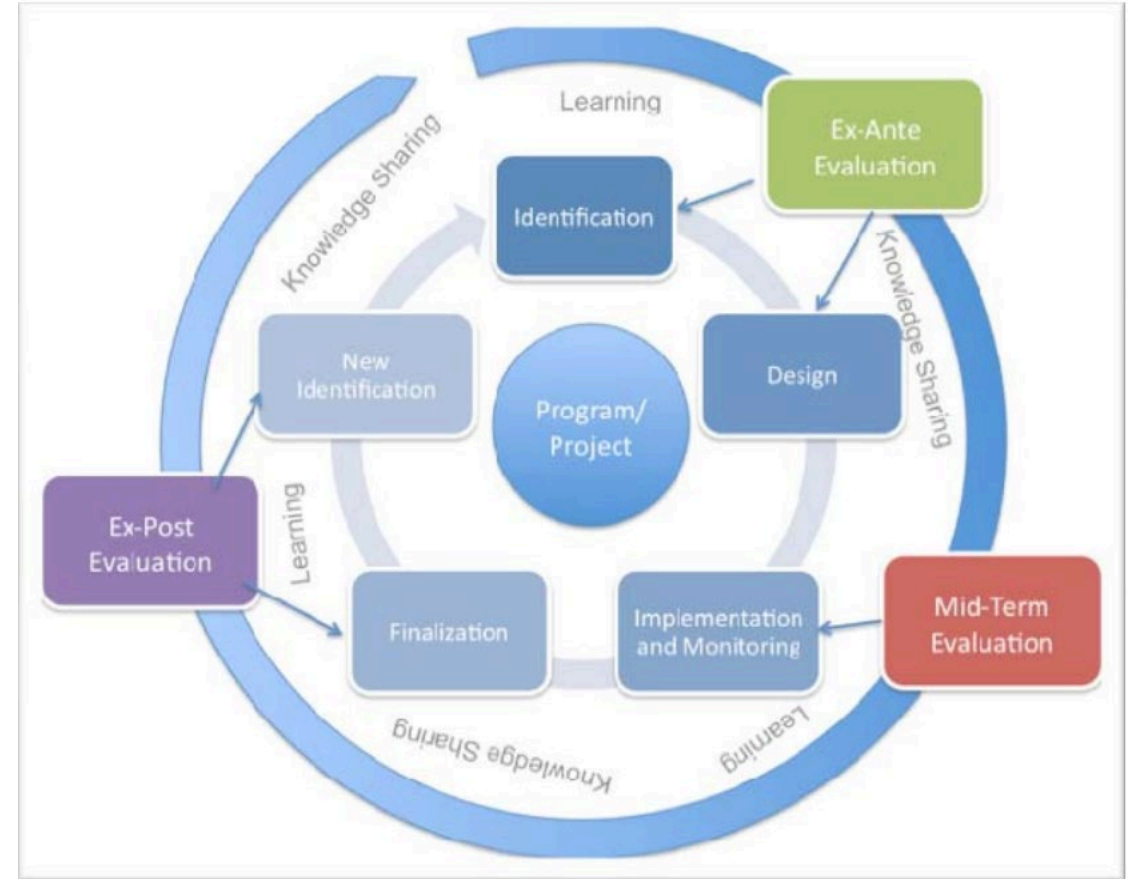 Learning
Knowledge Sharing
Ex-Ante
Evaluation
Identification
Knowledge Sharing
New
Identification
Program/
Project
Design
Ex-Post
Evaluation
Learning
Finalization
Implementation
and Monitoring
Mid-Term
Evaluation
Knowledge Sharing
Learning